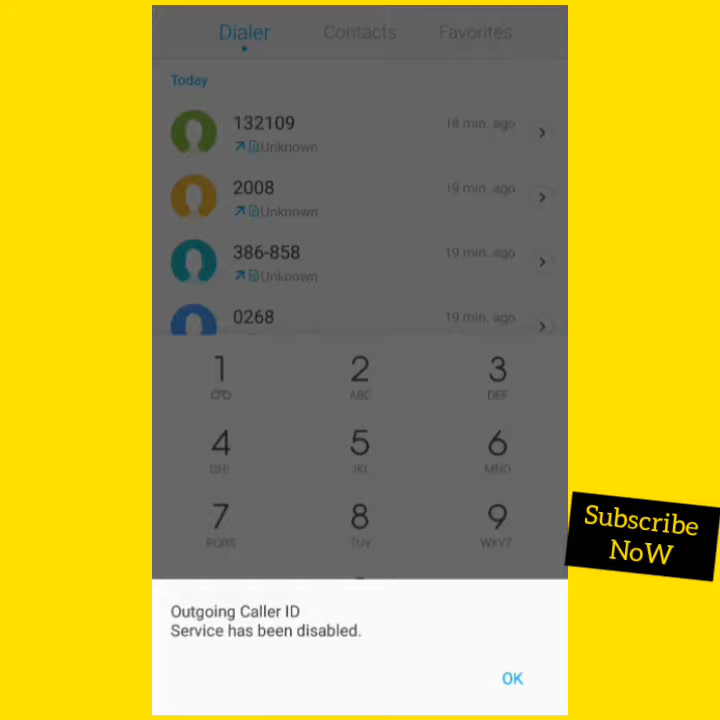 Dialer Contacts Favorites
Today
132109 18 min. ago
Unknown
2008 19 min. ago
Unknown
386-858 19 min. ago
Unknown
0268 19 min. ago
1 2 3
ABC DEF
4 5 6
GHI JKL MNO
7 8 9
PQRS TUV WXYZ
Subscribe
NoW
Outgoing Caller ID
Service has been disabled.
OK